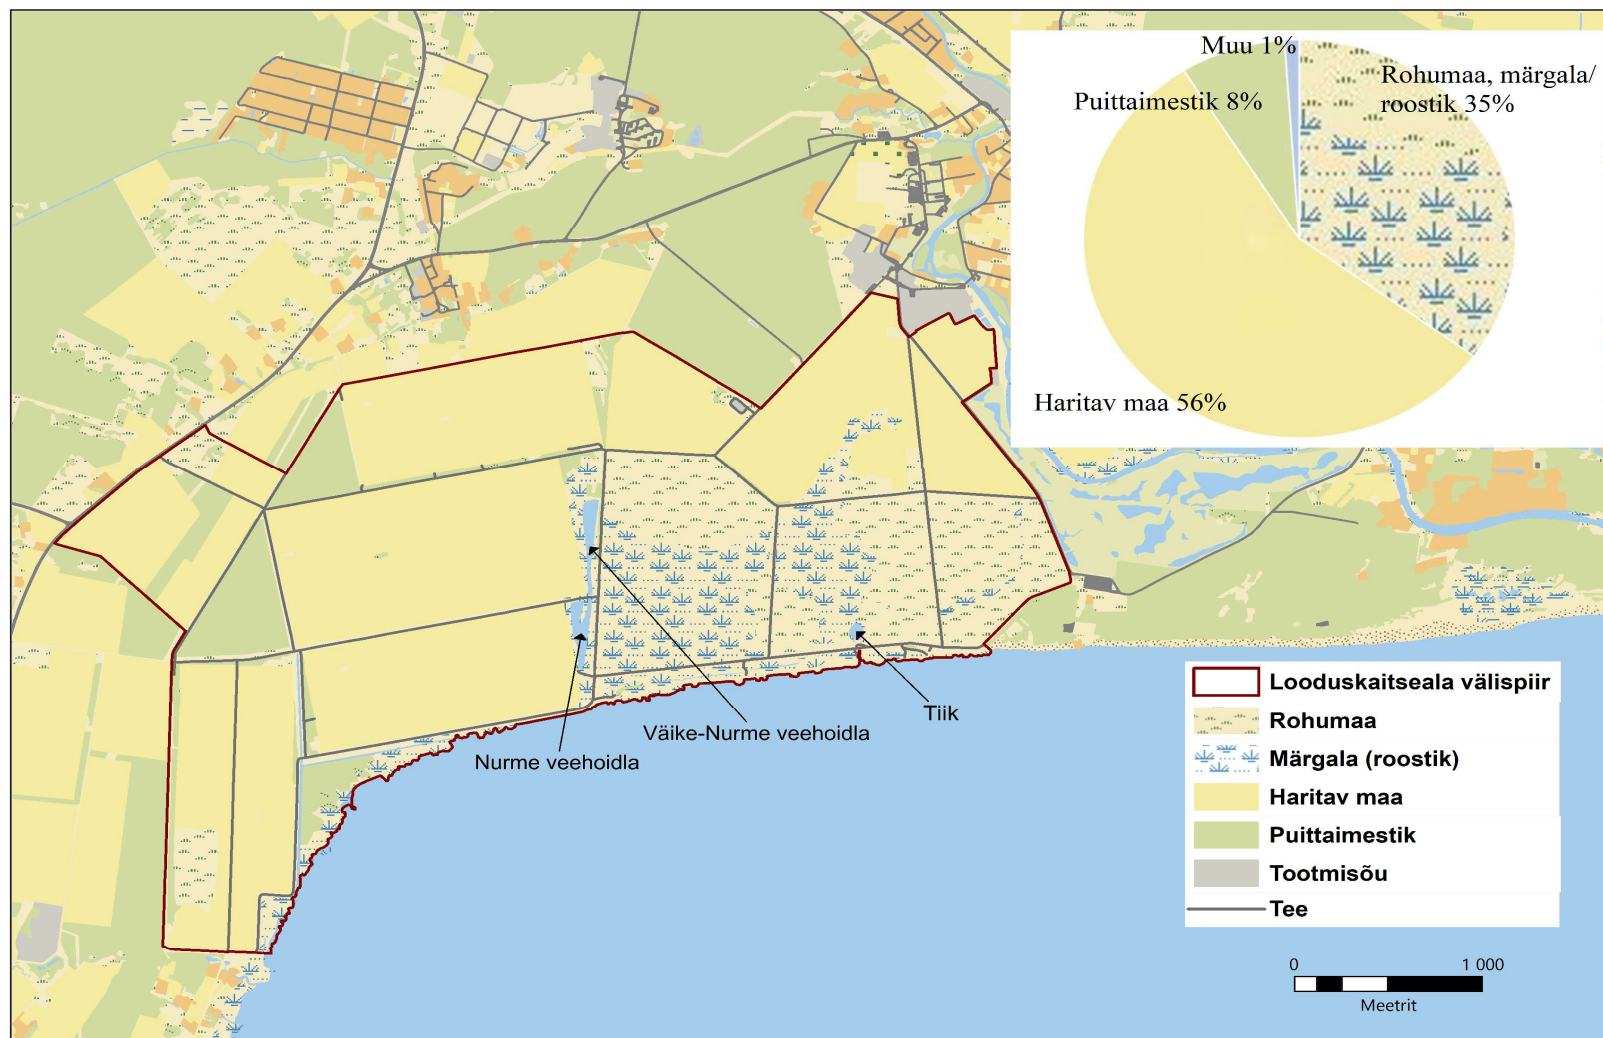 Muu 1%
Rohumaa, märgala/
roostik 35%
Puittaimestik 8%
Haritav maa 56%
Tiik
Väike-Nurme veehoidla
Nurme veehoidla
Looduskaitseala välispiir
Rohumaa
Märgala (roostik)
Haritav maa
Puittaimestik
Tootmisõu
Tee
0 1 000
Meetrit